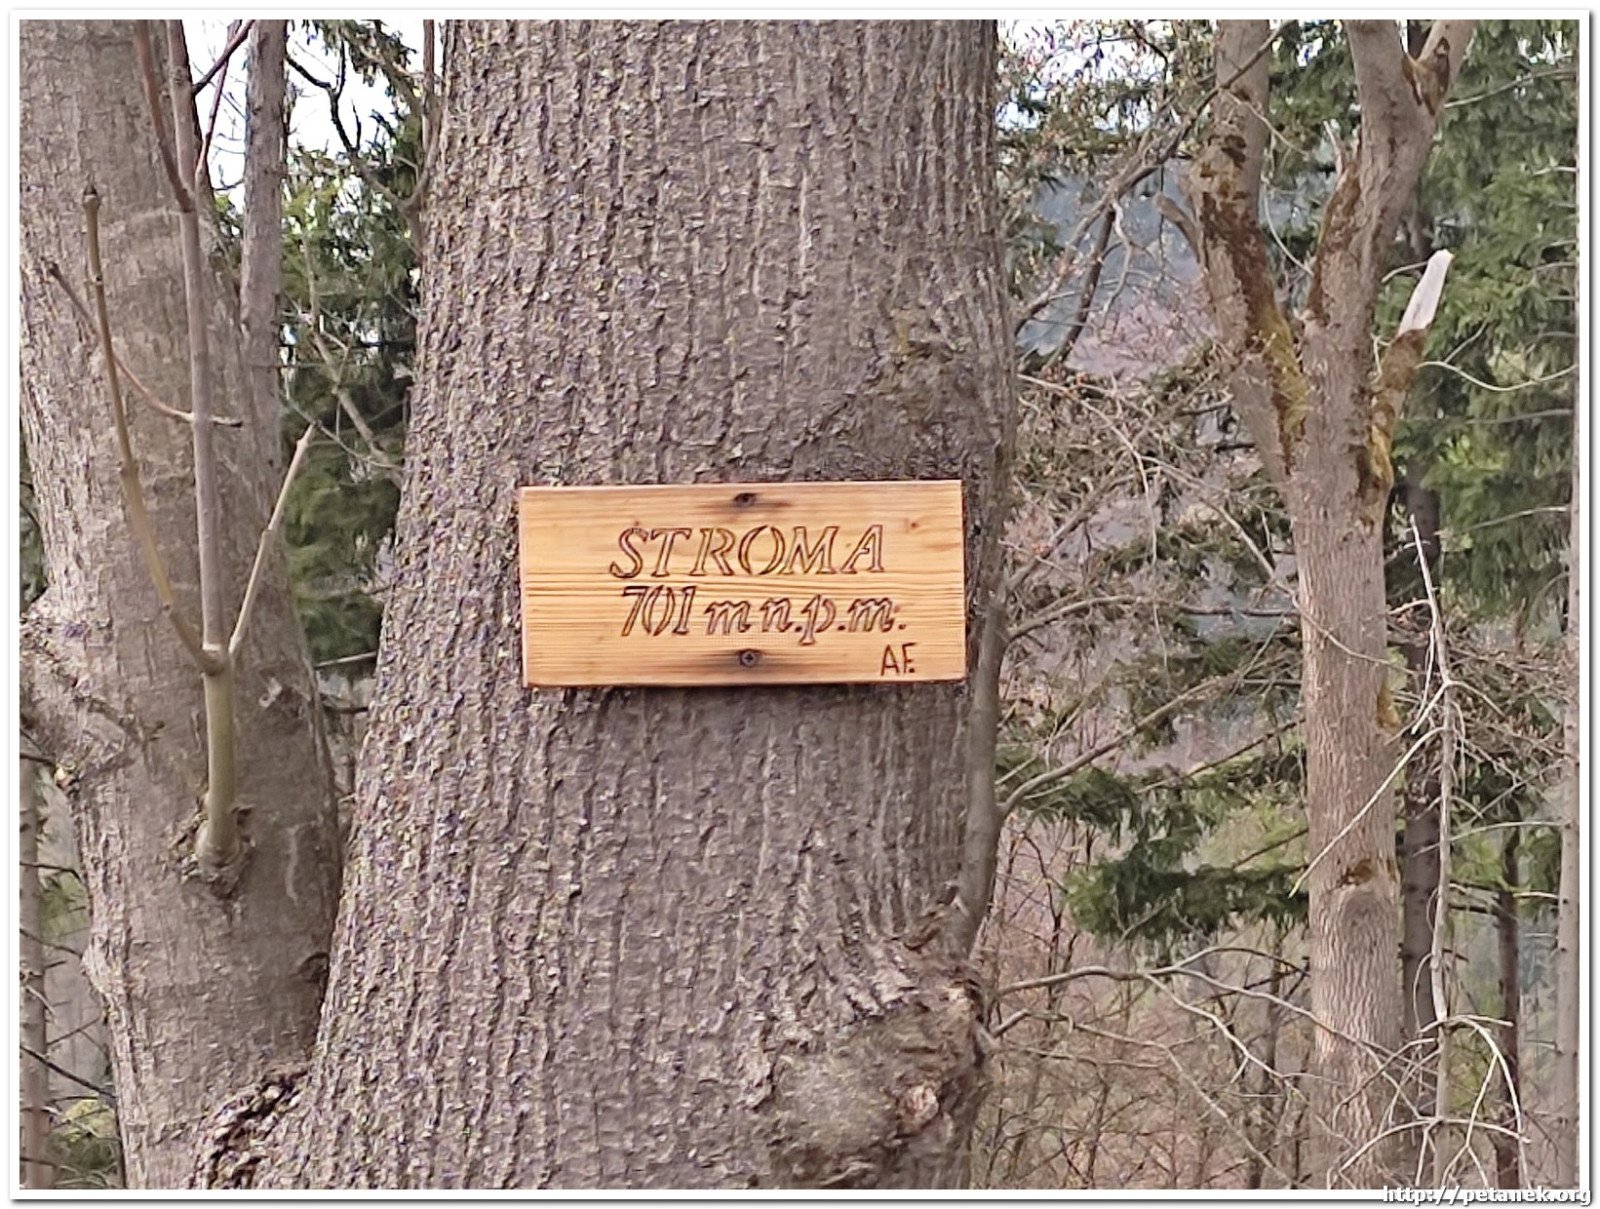 STROMA
701 m n.p.m.
AF.
http://petanek.org